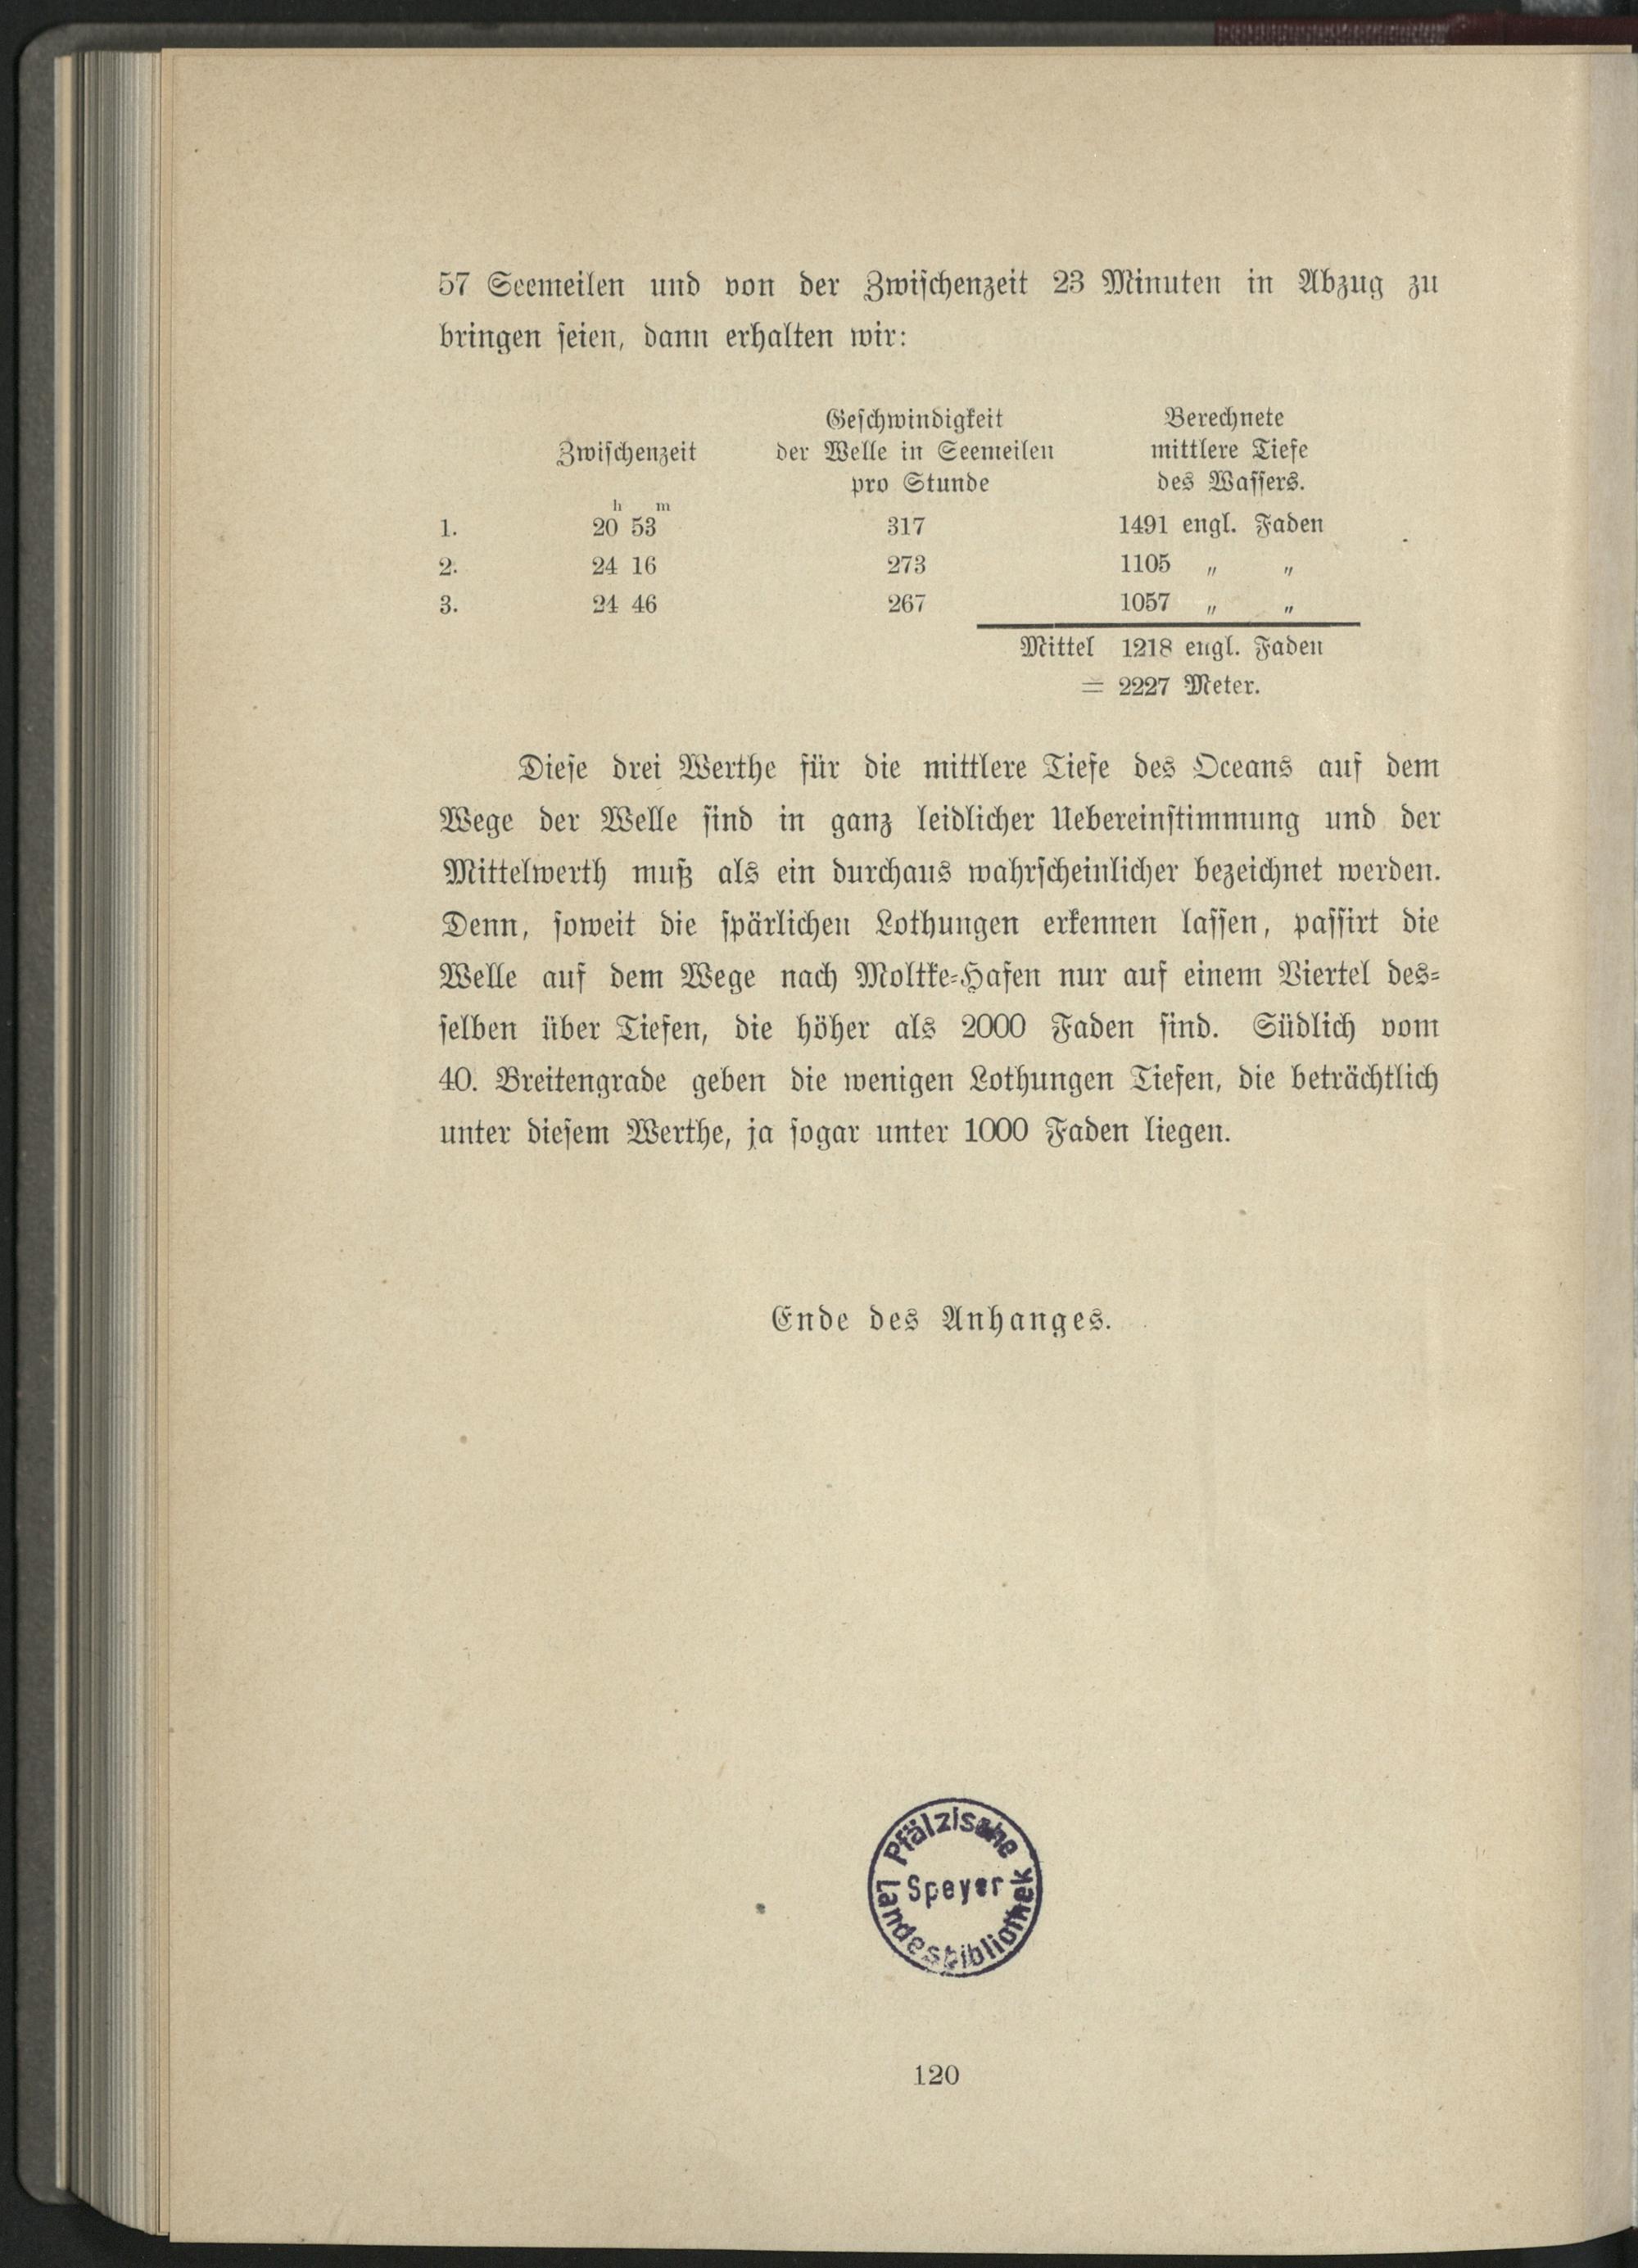 57 Seemeilen und von der Zwischenzeit 23 Minuten in Abzug zu
bringen seien, dann erhalten wir:
Zwischenzeit
Geschwindigkeit
der Welle in Seemeilen
pro Stunde
Berechnete
mittlere Tiefe
des Wassers.
h m
1. 20 53 317 1491 engl. Faden
2. 24 16 273 1105 „ „
3. 24 46 267 1057 „ „
Mittel 1218 engl. Faden
= 2227 Meter.
Diese drei Werthe für die mittlere Tiefe des Oceans auf dem
Wege der Welle sind in ganz leidlicher Uebereinstimmung und der
Mittelwerth muß als ein durchaus wahrscheinlicher bezeichnet werden.
Denn, soweit die spärlichen Lothungen erkennen lassen, passirt die
Welle auf dem Wege nach Moltke-Hafen nur auf einem Viertel des-
selben über Tiefen, die höher als 2000 Faden sind. Südlich vom
40. Breitengrade geben die wenigen Lothungen Tiefen, die beträchtlich
unter diesem Werthe, ja sogar unter 1000 Faden liegen.
Ende des Anhanges.
Pfälzische
Speyer
Landesbibliothek
120